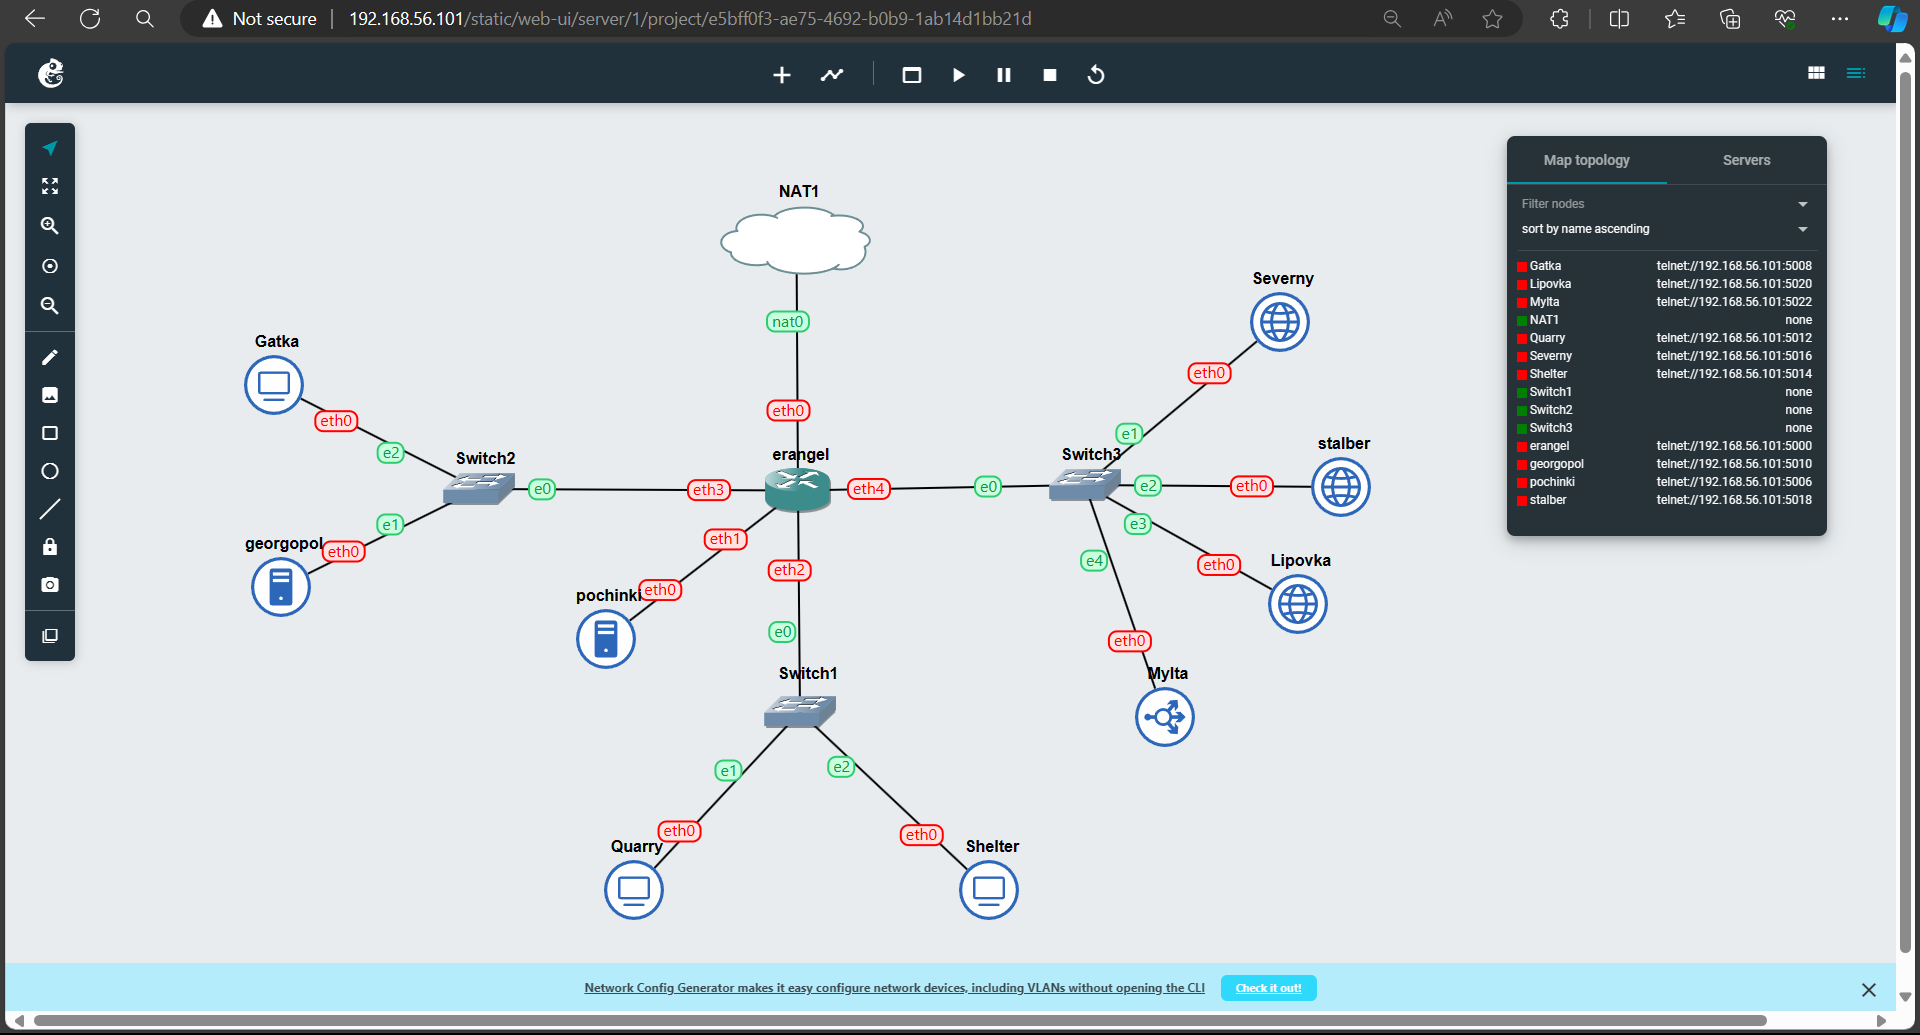 Not secure
192.168.56.101/static/web-ui/server/1/project/e5bff0f3-ae75-4692-b0b9-1ab14d1bb21d
Map topology Servers
Filter nodes
sort by name ascending
Gatka telnet://192.168.56.101:5008
Lipovka telnet://192.168.56.101:5020
Mylta telnet://192.168.56.101:5022
NAT1 none
Quarry telnet://192.168.56.101:5012
Severny telnet://192.168.56.101:5016
Shelter telnet://192.168.56.101:5014
Switch1 none
Switch2 none
Switch3 none
erangel telnet://192.168.56.101:5000
georgopol telnet://192.168.56.101:5010
pochinki telnet://192.168.56.101:5006
stalber telnet://192.168.56.101:5018
NAT1
nat0
eth0
erangel
Severny
eth0
e1
Gatka
eth0
e2
Switch2
e0
eth3
eth4
e0
Switch3
e2
eth0
stalber
e1
georgopol
eth0
eth1
eth0
pochinki
eth2
e0
Switch1
e3
eth0
Lipovka
e4
eth0
Mylta
e1
eth0
Quarry
e2
eth0
Shelter
Network Config Generator makes it easy configure network devices, including VLANs without opening the CLI
Check it out!